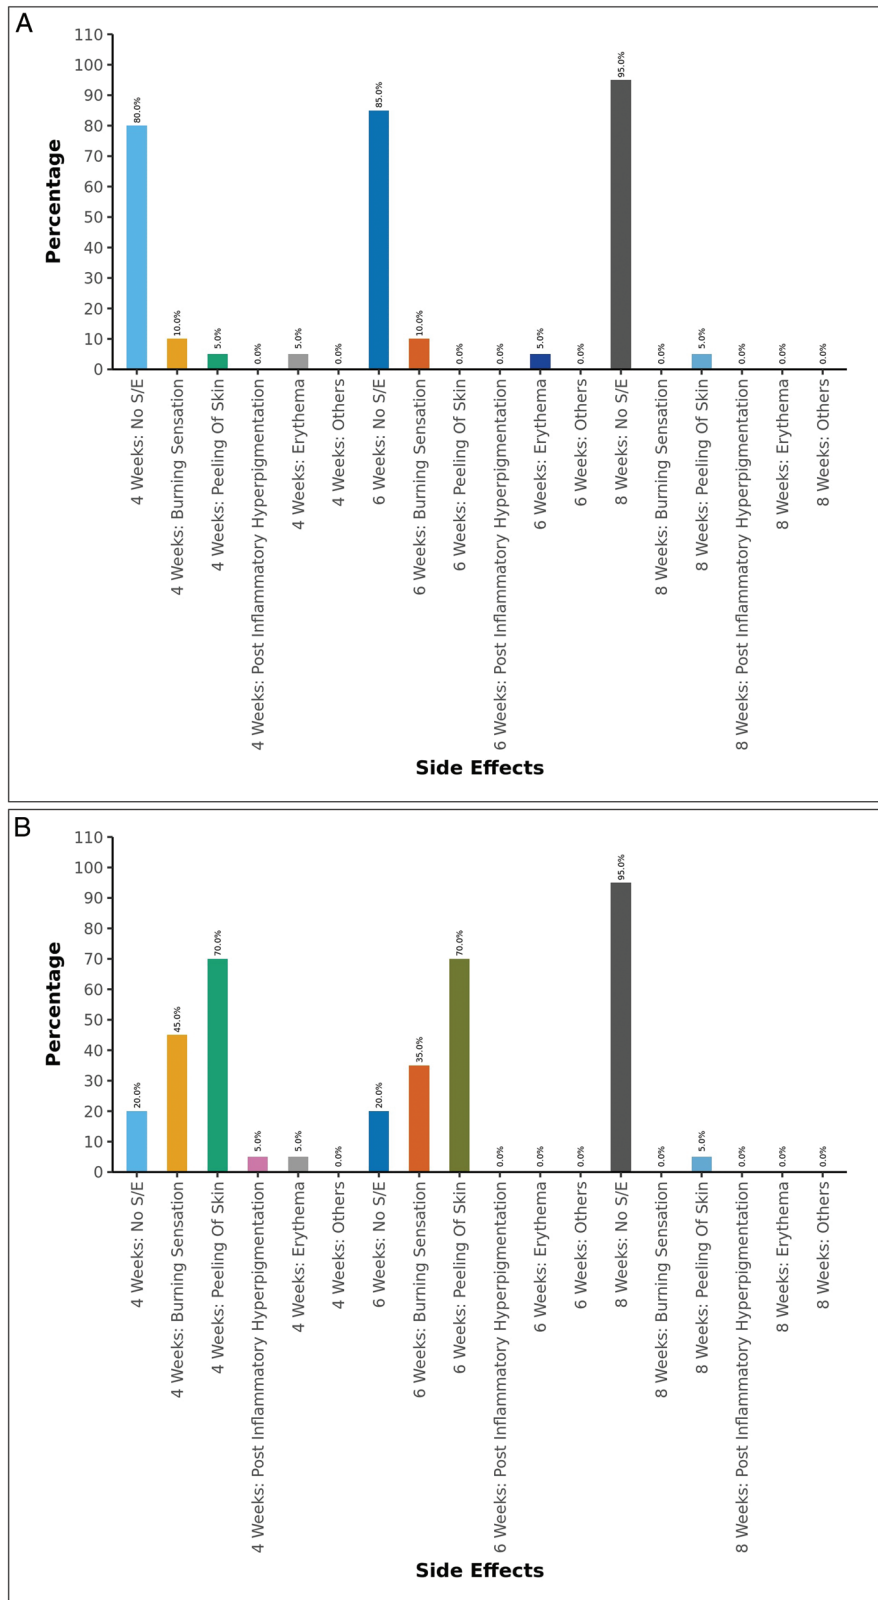 A
110
100
90
80
70
60
50
40
30
20
10
0
Percentage
80.0%
10.0%
5.0%
0.0%
5.0%
0.0%
85.0%
10.0%
0.0%
0.0%
5.0%
0.0%
95.0%
0.0%
5.0%
0.0%
0.0%
0.0%
4 Weeks: No S/E
4 Weeks: Burning Sensation
4 Weeks: Peeling Of Skin
4 Weeks: Post Inflammatory Hyperpigmentation
4 Weeks: Erythema
4 Weeks: Others
6 Weeks: No S/E
6 Weeks: Burning Sensation
6 Weeks: Peeling Of Skin
6 Weeks: Post Inflammatory Hyperpigmentation
6 Weeks: Erythema
6 Weeks: Others
8 Weeks: No S/E
8 Weeks: Burning Sensation
8 Weeks: Peeling Of Skin
8 Weeks: Post Inflammatory Hyperpigmentation
8 Weeks: Erythema
8 Weeks: Others
Side Effects
B
110
100
90
80
70
60
50
40
30
20
10
0
Percentage
20.0%
45.0%
70.0%
5.0%
5.0%
0.0%
20.0%
35.0%
70.0%
0.0%
0.0%
0.0%
95.0%
0.0%
5.0%
0.0%
0.0%
0.0%
4 Weeks: No S/E
4 Weeks: Burning Sensation
4 Weeks: Peeling Of Skin
4 Weeks: Post Inflammatory Hyperpigmentation
4 Weeks: Erythema
4 Weeks: Others
6 Weeks: No S/E
6 Weeks: Burning Sensation
6 Weeks: Peeling Of Skin
6 Weeks: Post Inflammatory Hyperpigmentation
6 Weeks: Erythema
6 Weeks: Others
8 Weeks: No S/E
8 Weeks: Burning Sensation
8 Weeks: Peeling Of Skin
8 Weeks: Post Inflammatory Hyperpigmentation
8 Weeks: Erythema
8 Weeks: Others
Side Effects